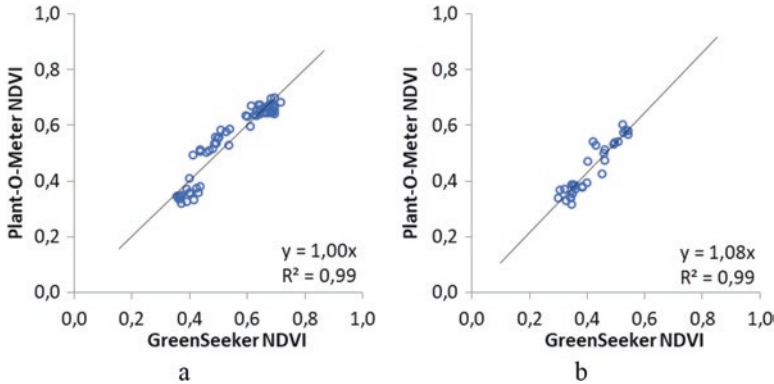 Plant-O-Meter NDVI
1,0
0,8
0,6
0,4
0,2
0,0
y = 1,00x
R² = 0,99
0,0 0,2 0,4 0,6 0,8 1,0
GreenSeeker NDVI
a
Plant-O-Meter NDVI
1,0
0,8
0,6
0,4
0,2
0,0
y = 1,08x
R² = 0,99
0,0 0,2 0,4 0,6 0,8 1,0
GreenSeeker NDVI
b